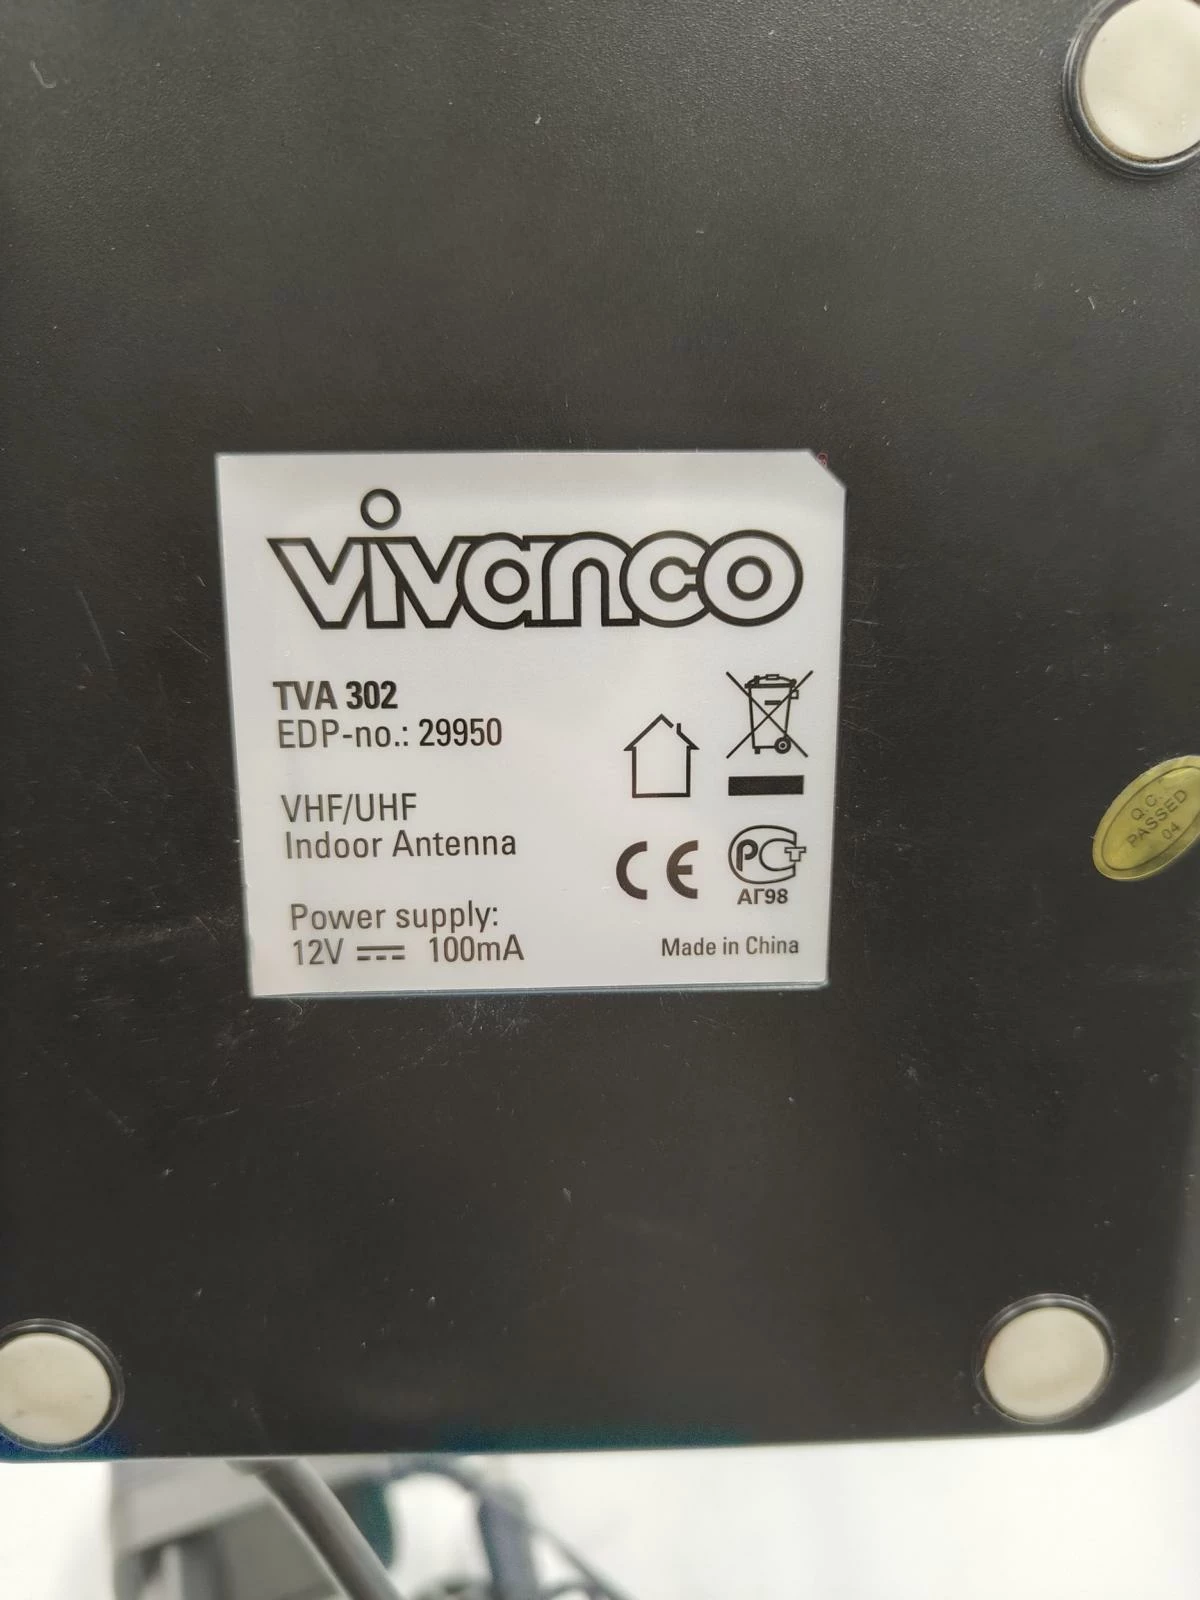 vivanco
TVA 302
EDP-no.: 29950
VHF/UHF
Indoor Antenna
Power supply:
12V ⎓ 100mA
CE
РСТ
АГ98
Made in China
Q.C.
PASSED
04